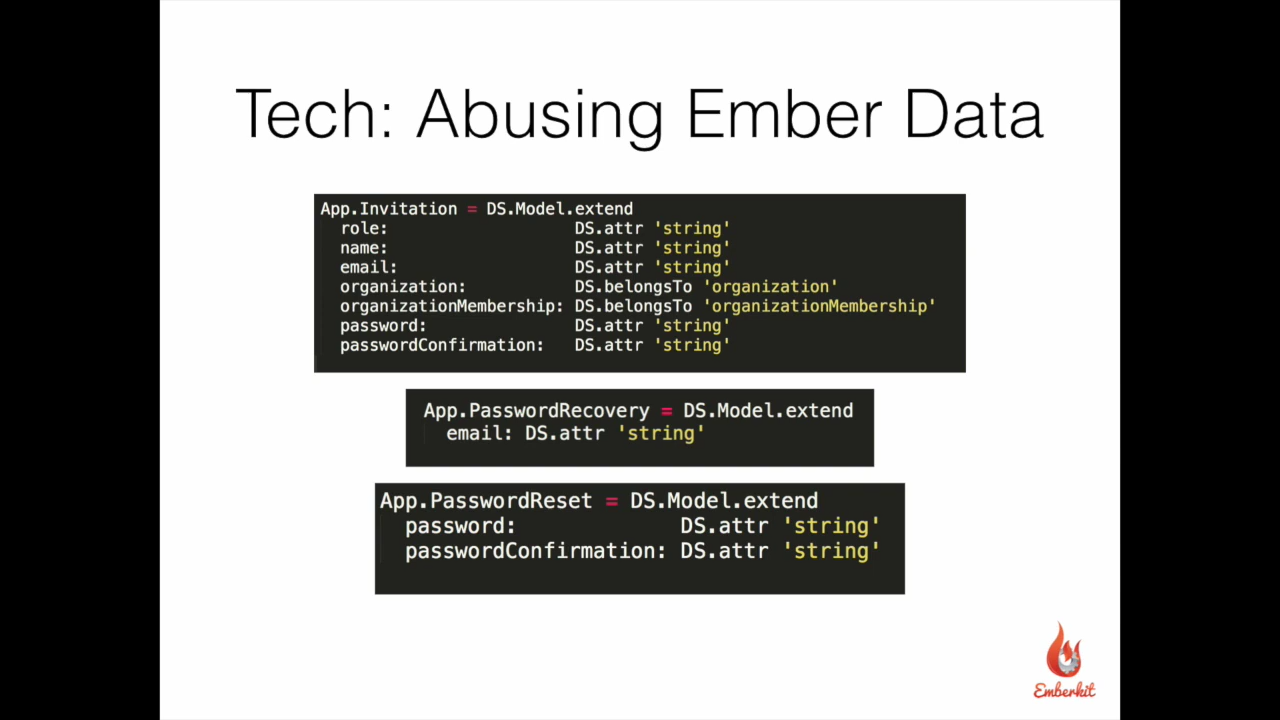 Tech: Abusing Ember Data
App.Invitation = DS.Model.extend
role: DS.attr 'string'
name: DS.attr 'string'
email: DS.attr 'string'
organization: DS.belongsTo 'organization'
organizationMembership: DS.belongsTo 'organizationMembership'
password: DS.attr 'string'
passwordConfirmation: DS.attr 'string'
App.PasswordRecovery = DS.Model.extend
email: DS.attr 'string'
App.PasswordReset = DS.Model.extend
password: DS.attr 'string'
passwordConfirmation: DS.attr 'string'
Emberkit